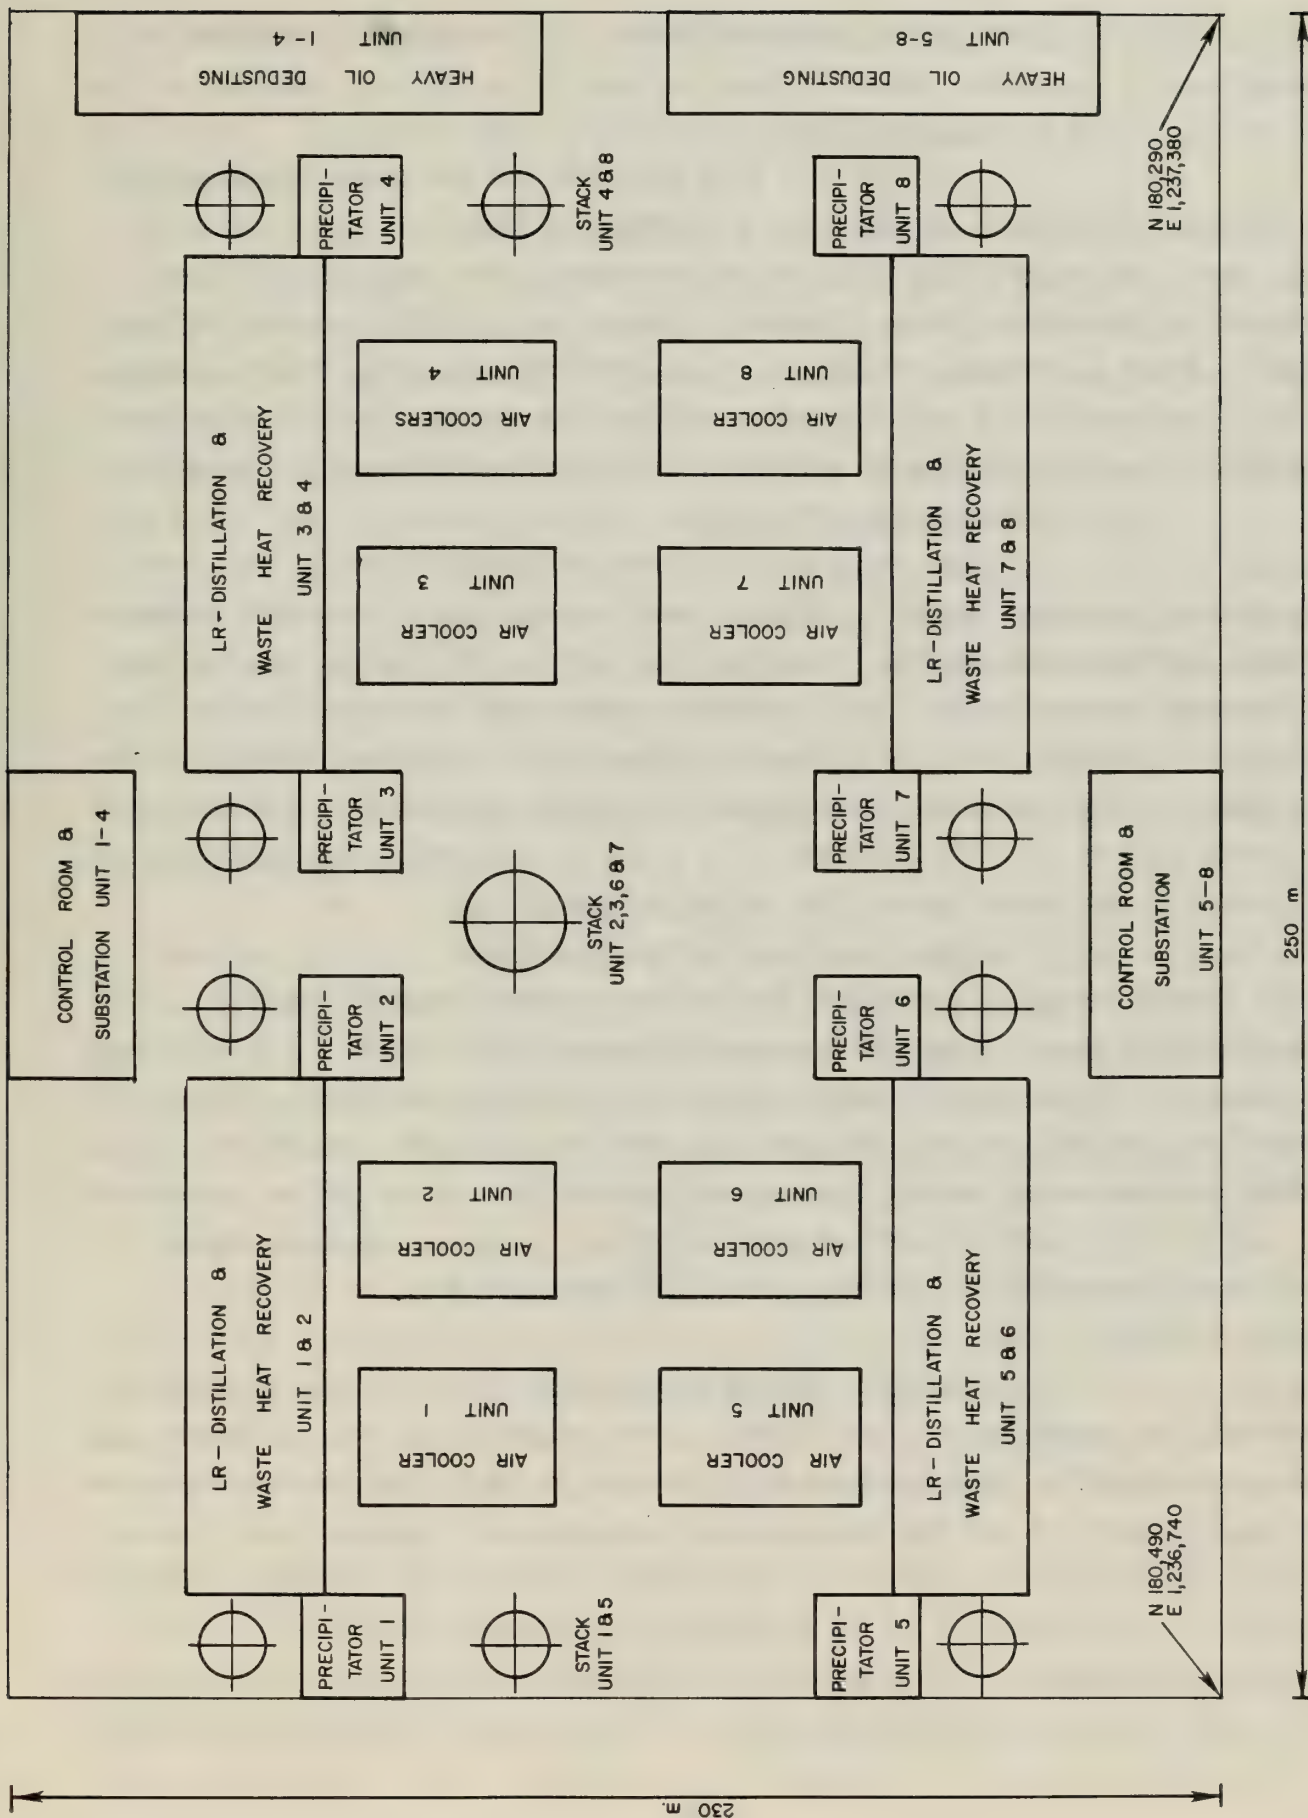 CONTROL ROOM &
SUBSTATION UNIT 1-4
LR-DISTILLATION &
WASTE HEAT RECOVERY
UNIT 1 & 2
LR-DISTILLATION &
WASTE HEAT RECOVERY
UNIT 3 & 4
PRECIPI-
TATOR
UNIT 1
PRECIPI-
TATOR
UNIT 2
PRECIPI-
TATOR
UNIT 3
PRECIPI-
TATOR
UNIT 4
HEAVY OIL DEDUSTING
UNIT 1-4
AIR COOLER
UNIT 1
AIR COOLER
UNIT 2
AIR COOLER
UNIT 3
AIR COOLERS
UNIT 4
STACK
UNIT 1 & 5
STACK
UNIT 2,3,6 & 7
STACK
UNIT 4 & 8
AIR COOLER
UNIT 5
AIR COOLER
UNIT 6
AIR COOLER
UNIT 7
AIR COOLER
UNIT 8
HEAVY OIL DEDUSTING
UNIT 5-8
PRECIPI-
TATOR
UNIT 5
PRECIPI-
TATOR
UNIT 6
PRECIPI-
TATOR
UNIT 7
PRECIPI-
TATOR
UNIT 8
LR-DISTILLATION &
WASTE HEAT RECOVERY
UNIT 5 & 6
LR-DISTILLATION &
WASTE HEAT RECOVERY
UNIT 7 & 8
CONTROL ROOM &
SUBSTATION
UNIT 5-8
N 180,490
E 1,236,740
N 180,290
E 1,237,380
250 m
230 m.